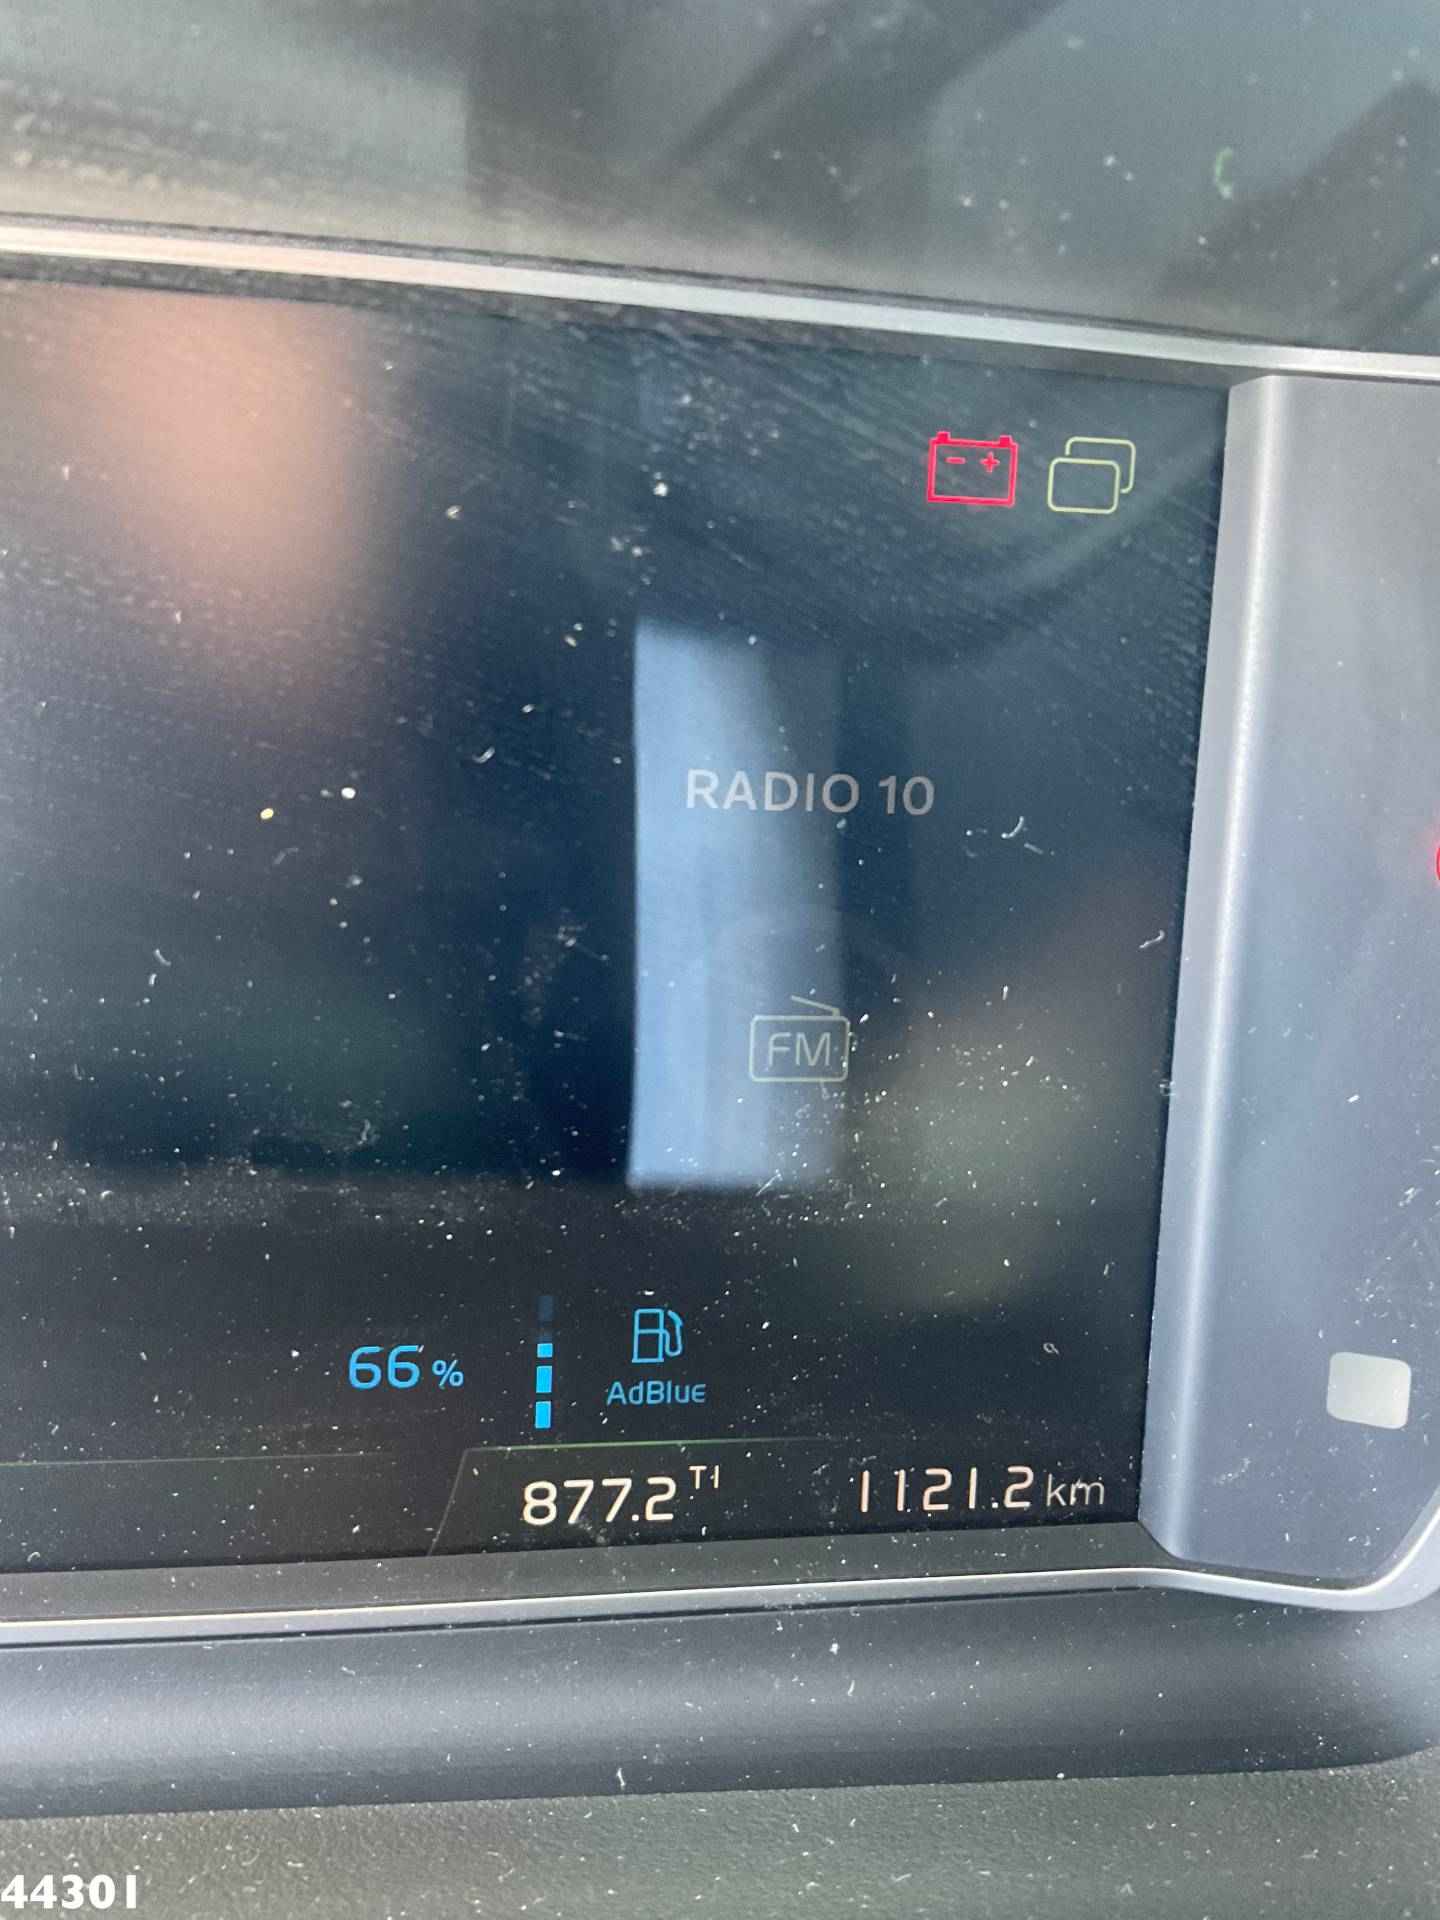 RADIO 10
FM
66 %
AdBlue
877.2 T1 1121.2 km
44301